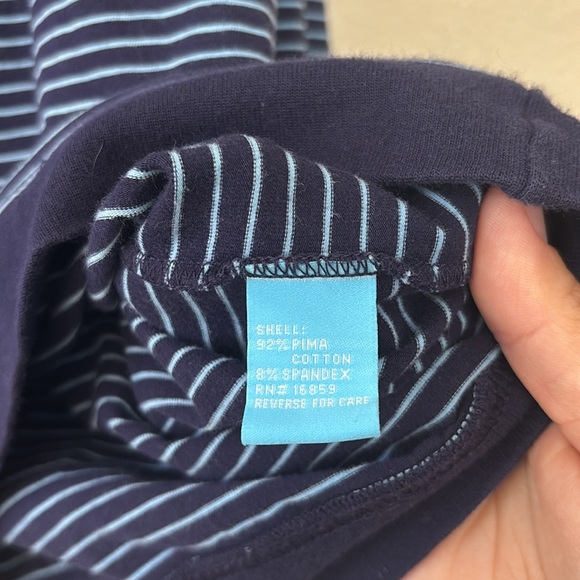 SHELL:
92% PIMA
COTTON
8% SPANDEX
RN# 16859
REVERSE FOR CARE